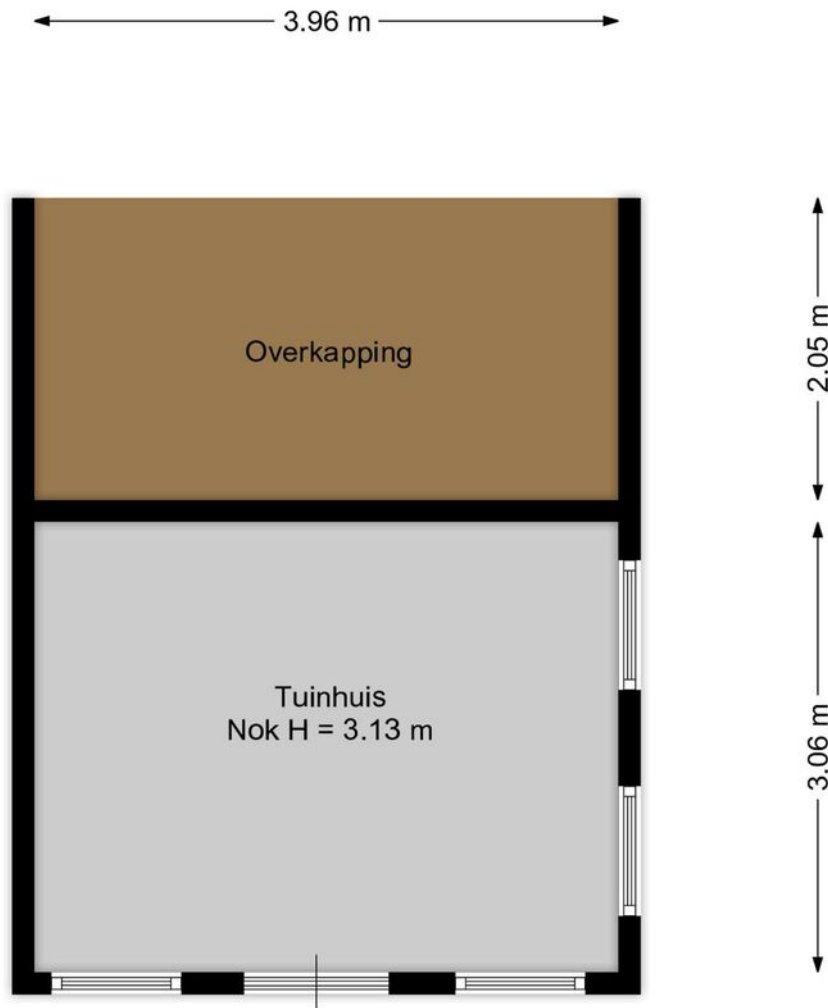 3.96 m
Overkapping
2.05 m
Tuinhuis
Nok H = 3.13 m
3.06 m